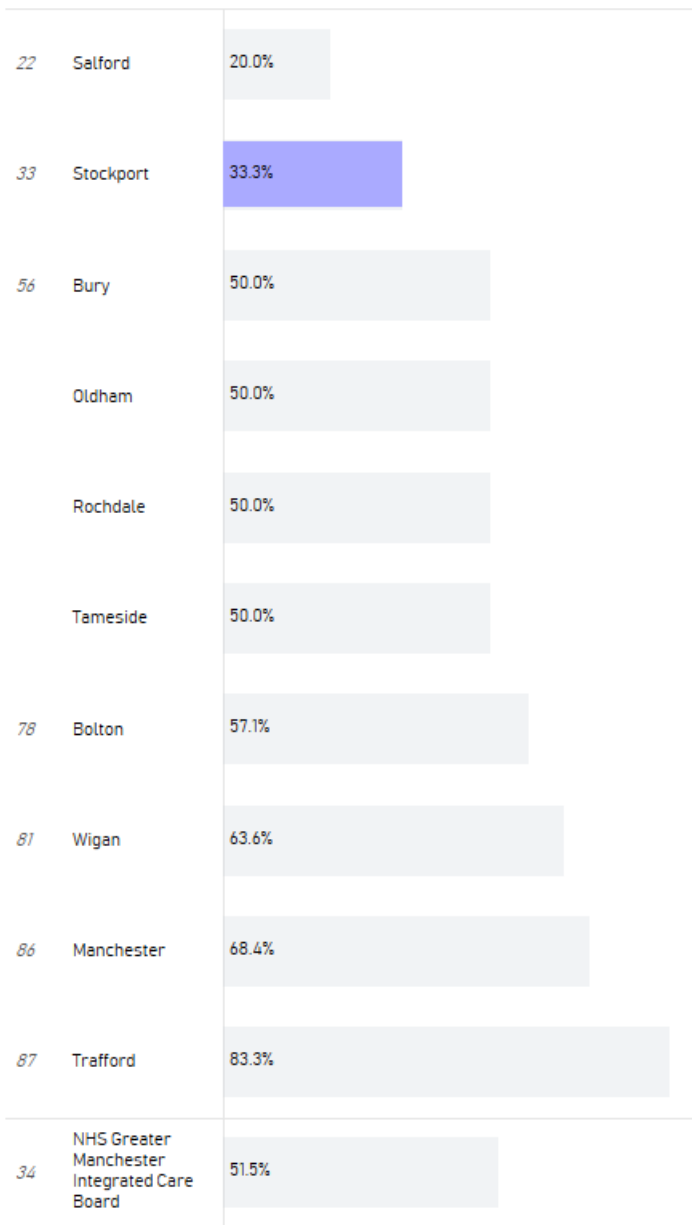 22 Salford 20.0%
33 Stockport 33.3%
56 Bury 50.0%
Oldham 50.0%
Rochdale 50.0%
Tameside 50.0%
78 Bolton 57.1%
81 Wigan 63.6%
86 Manchester 68.4%
87 Trafford 83.3%
NHS Greater
Manchester
34 Integrated Care 51.5%
Board